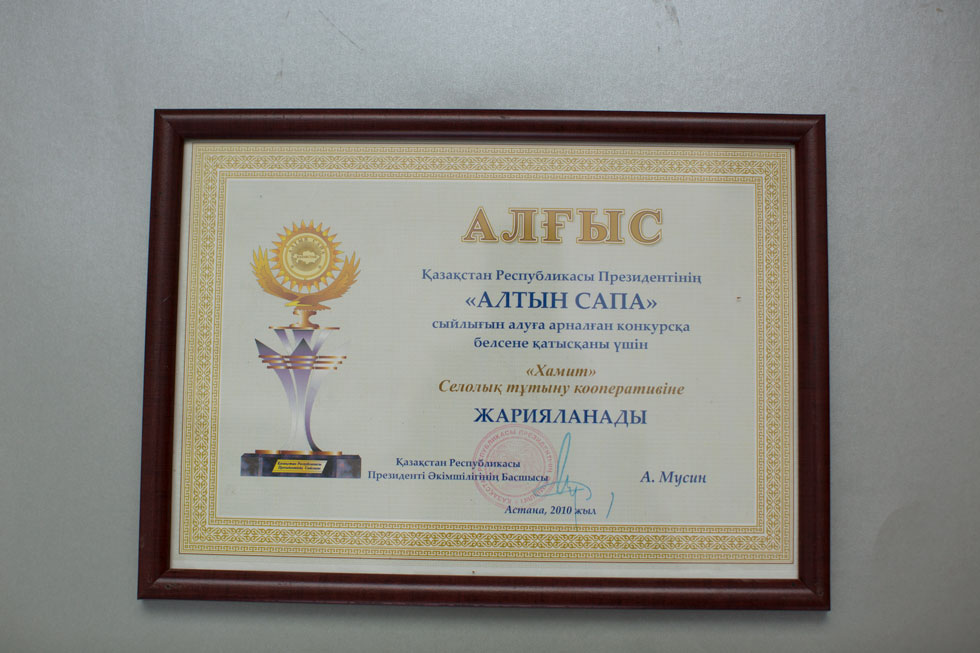 АЛҒЫС
Қазақстан Республикасы Президентінің
«АЛТЫН САПА»
сыйлығын алуға арналған конкурсқа
белсене қатысқаны үшін
«Хамит»
Селолық тұтыну кооперативіне
ЖАРИЯЛАНАДЫ
Қазақстан Республикасы
Президенті Әкімшілігінің Басшысы
А. Мусин
Астана, 2010 жыл